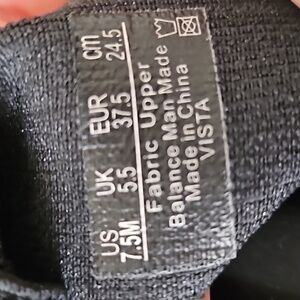 US UK EUR cm
7.5M 5.5 37.5 24.5
Fabric Upper
Balance Man Made
Made in China
VISTA